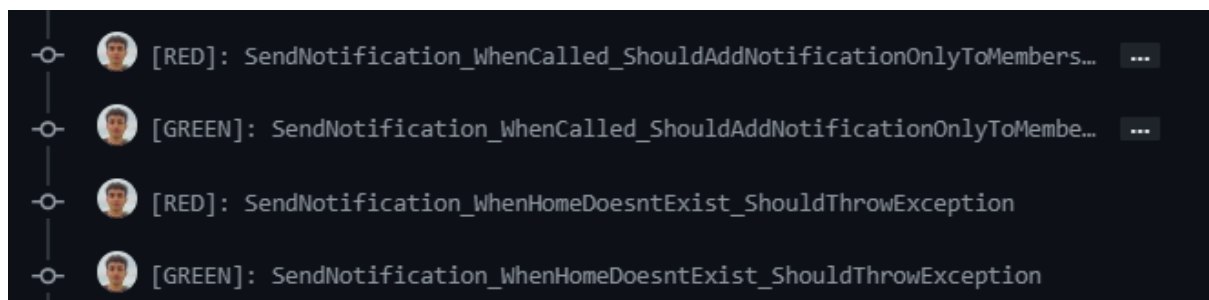 [RED]: SendNotification_WhenCalled_ShouldAddNotificationOnlyToMembers… ...
[GREEN]: SendNotification_WhenCalled_ShouldAddNotificationOnlyToMembe… ...
[RED]: SendNotification_WhenHomeDoesntExist_ShouldThrowException
[GREEN]: SendNotification_WhenHomeDoesntExist_ShouldThrowException